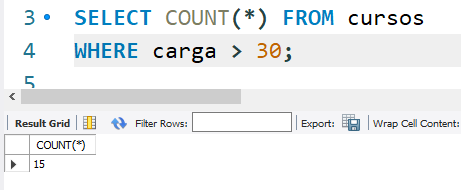 3 SELECT COUNT(*) FROM cursos
4 WHERE carga > 30;
5
Result Grid Filter Rows: Export: Wrap Cell Content:
COUNT(*)
15